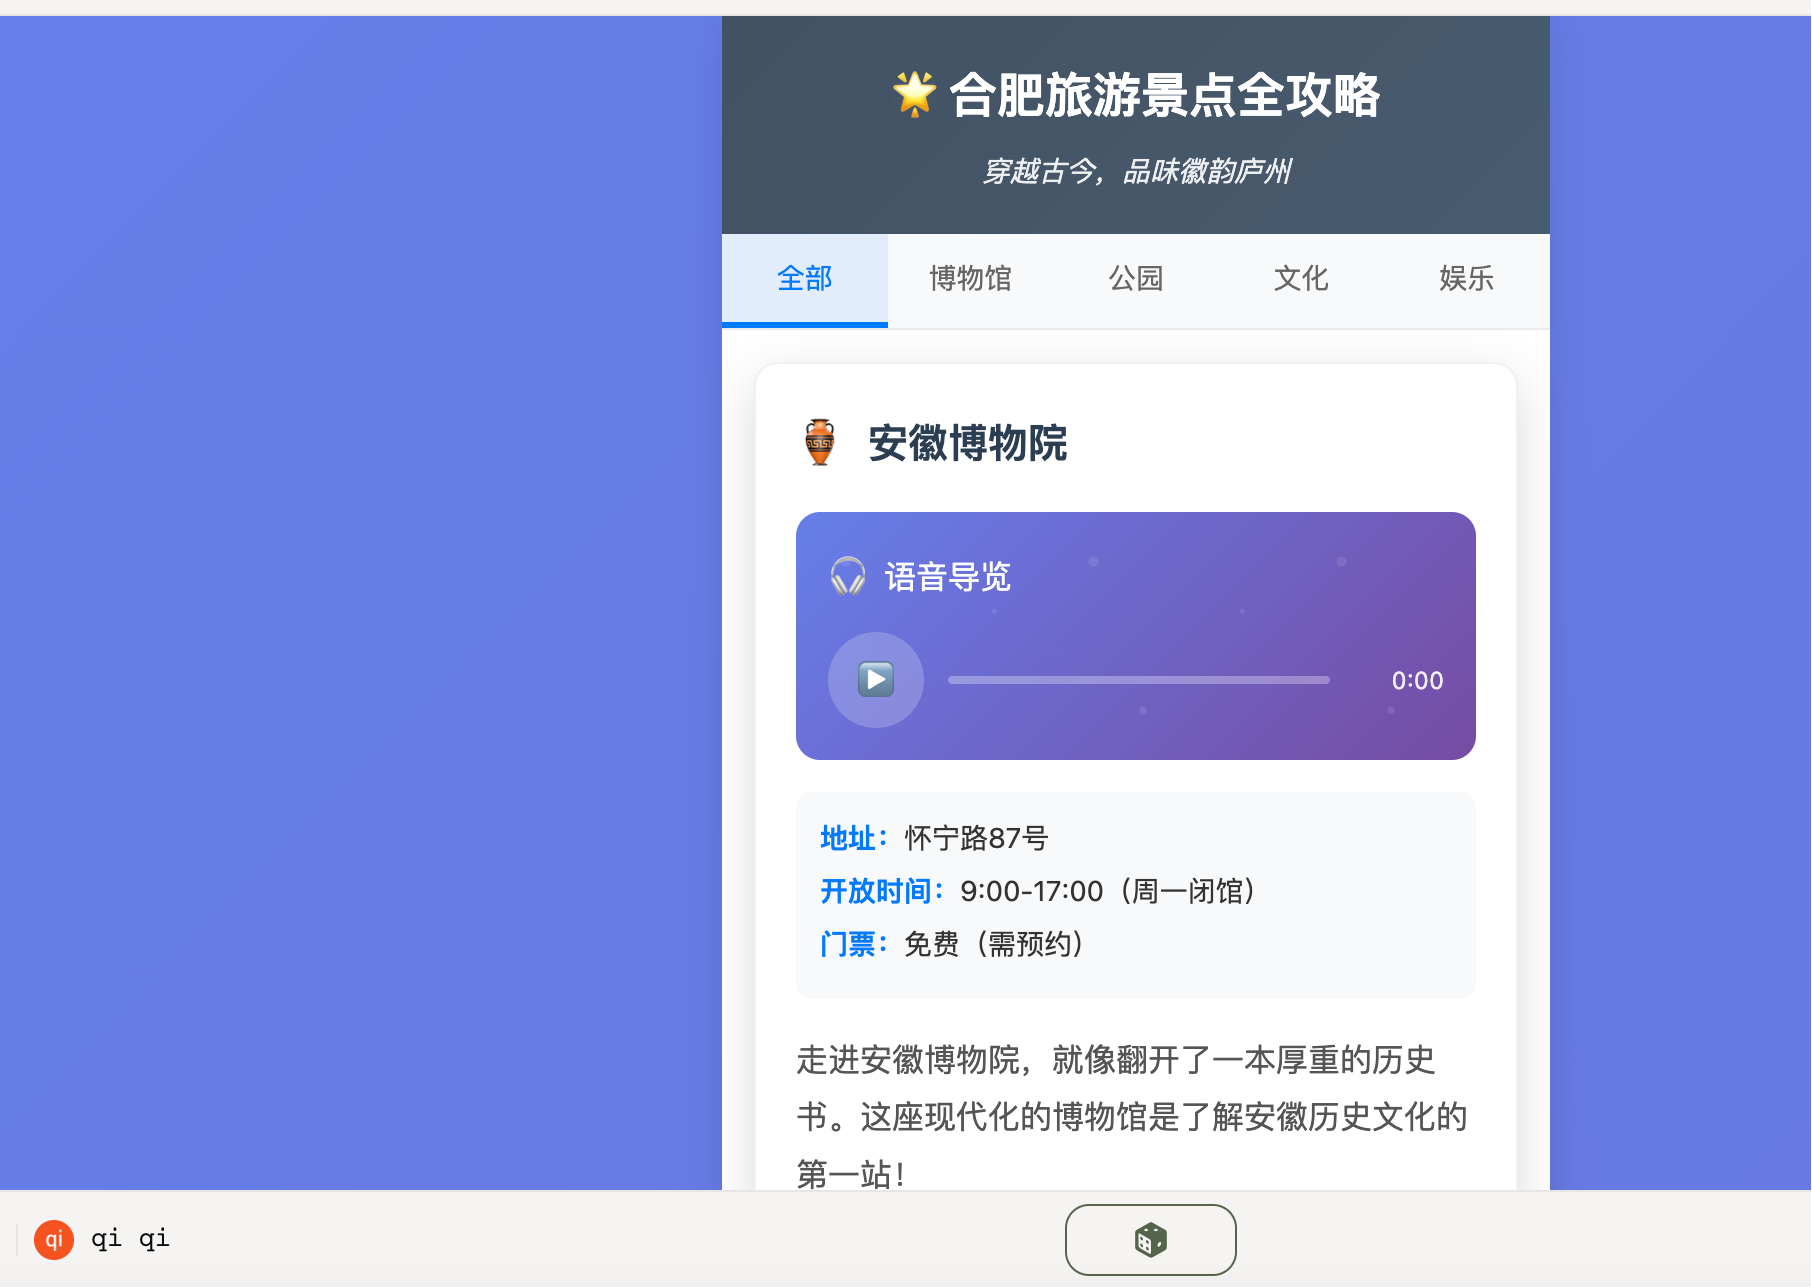 合肥旅游景点全攻略
穿越古今，品味徽韵庐州
全部 博物馆 公园 文化 娱乐
安徽博物院
语音导览
0:00
地址：怀宁路87号
开放时间：9:00-17:00（周一闭馆）
门票：免费（需预约）
走进安徽博物院，就像翻开了一本厚重的历史
书。这座现代化的博物馆是了解安徽历史文化的
第一站！
qi qi qi